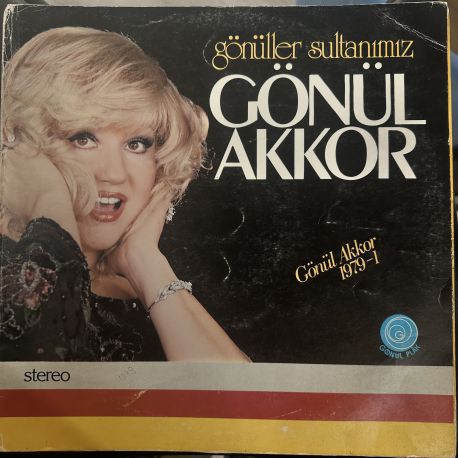 gönüller sultanımız
GÖNÜL
AKKOR
Gönül Akkor
1979-1
GÖNÜL PLAK
stereo